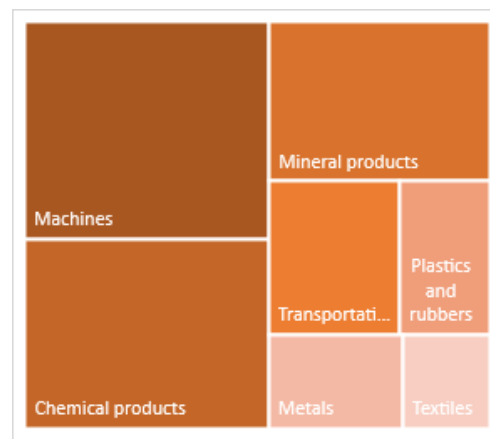 Machines
Mineral products
Chemical products
Transportati...
Plastics
and
rubbers
Metals
Textiles